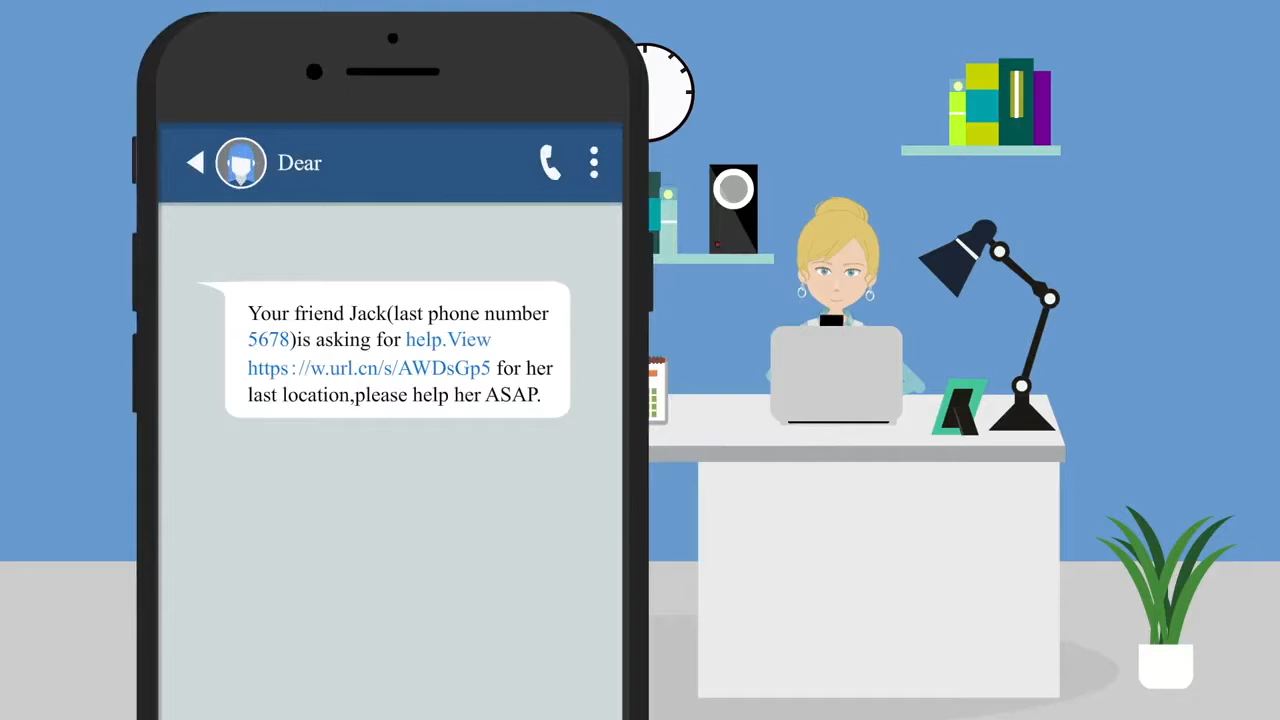 Dear
Your friend Jack(last phone number
5678)is asking for help.View
https://w.url.cn/s/AWDsGp5 for her
last location,please help her ASAP.